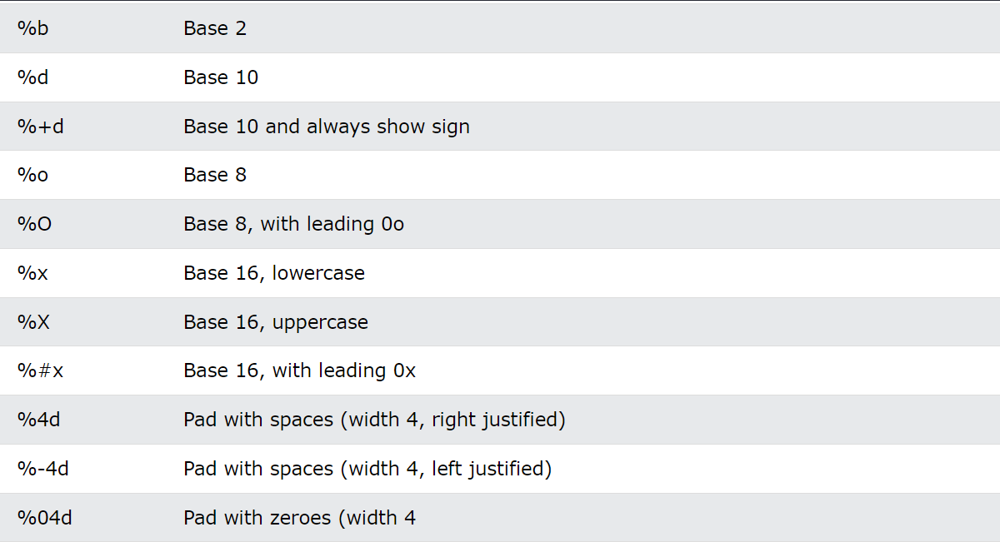 %b Base 2
%d Base 10
%+d Base 10 and always show sign
%o Base 8
%O Base 8, with leading 0o
%x Base 16, lowercase
%X Base 16, uppercase
%#x Base 16, with leading 0x
%4d Pad with spaces (width 4, right justified)
%-4d Pad with spaces (width 4, left justified)
%04d Pad with zeroes (width 4